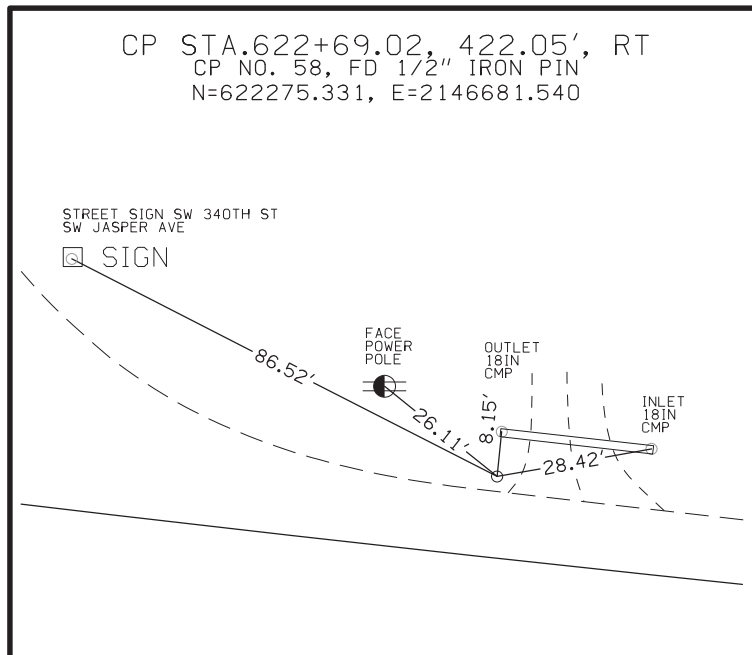 CP STA.622+69.02, 422.05', RT
CP NO. 58, FD 1/2" IRON PIN
N=622275.331, E=2146681.540
STREET SIGN SW 340TH ST
SW JASPER AVE
SIGN
86.52'
FACE
POWER
POLE
26.11'
OUTLET
18IN
CMP
8.15'
28.42'
INLET
18IN
CMP